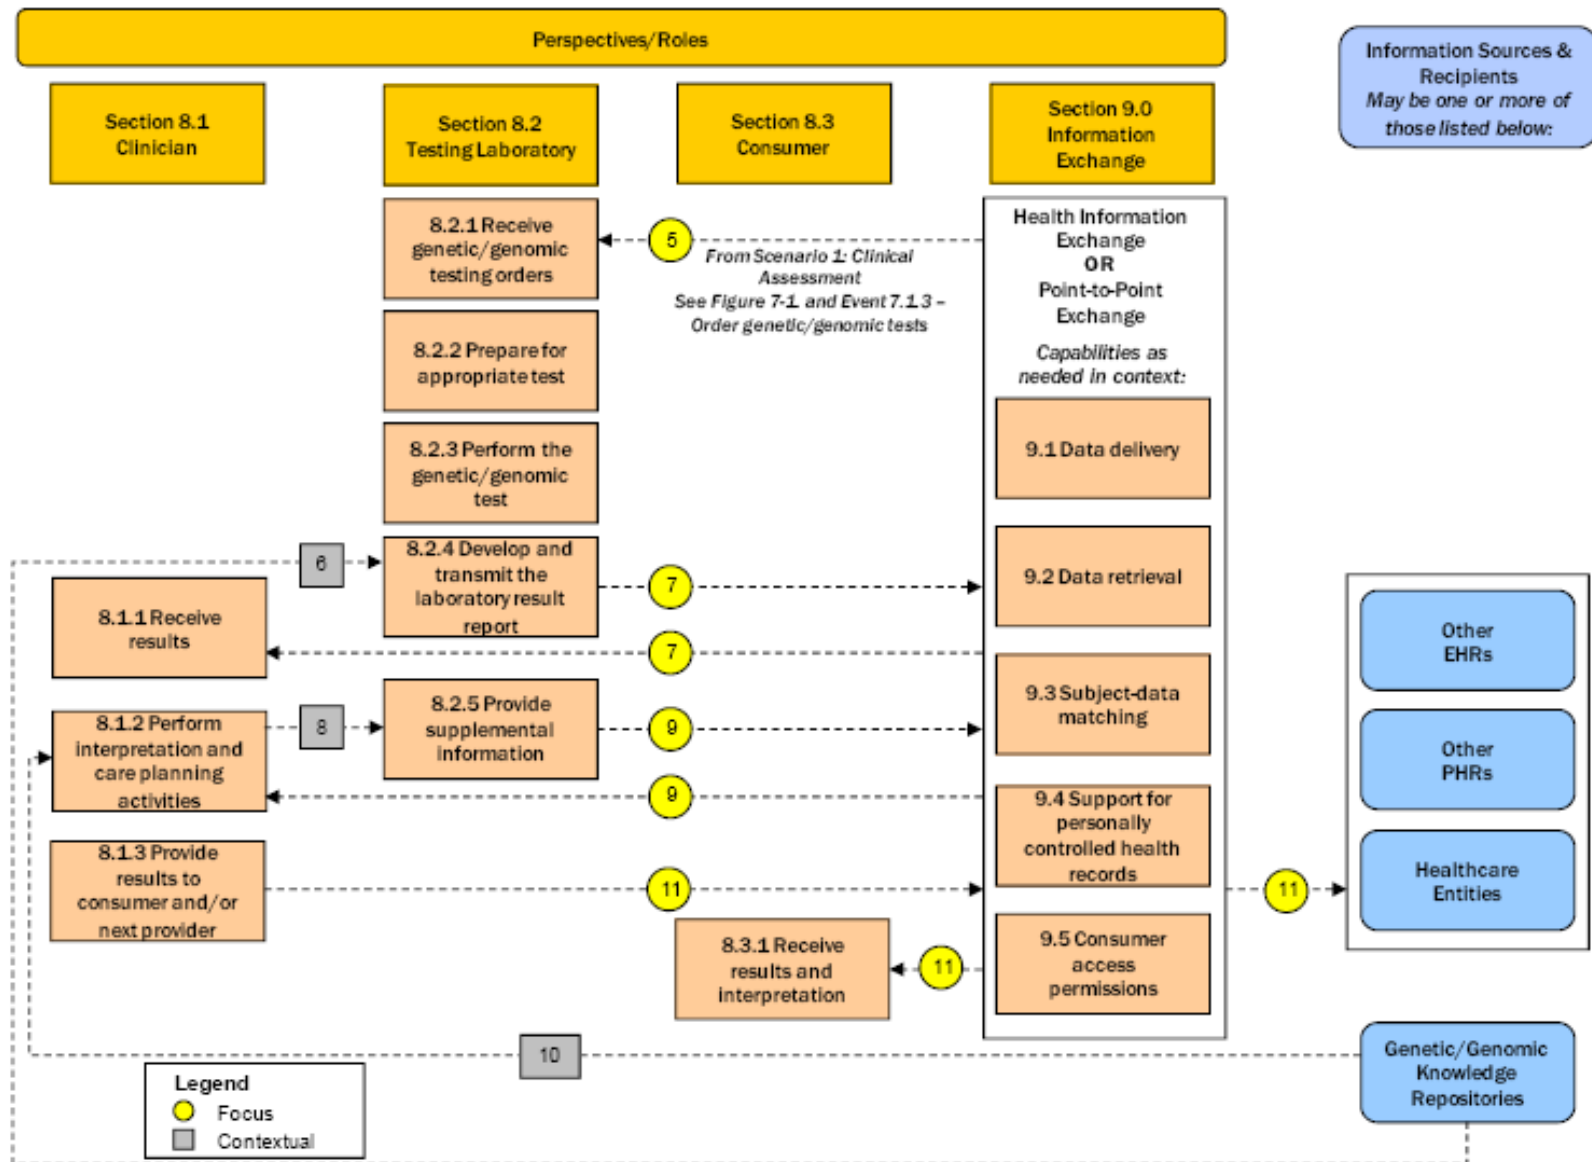 Perspectives/Roles
Information Sources &
Recipients
May be one or more of
those listed below:
Section 8.1
Clinician
Section 8.2
Testing Laboratory
Section 8.3
Consumer
Section 9.0
Information
Exchange
8.2.1 Receive
genetic/genomic
testing orders
5
From Scenario 1: Clinical
Assessment
See Figure 7-1 and Event 7.1.3 –
Order genetic/genomic tests
Health Information
Exchange
OR
Point-to-Point
Exchange
Capabilities as
needed in context:
8.2.2 Prepare for
appropriate test
8.2.3 Perform the
genetic/genomic
test
9.1 Data delivery
6
8.2.4 Develop and
transmit the
laboratory result
report
7
9.2 Data retrieval
8.1.1 Receive
results
7
Other
EHRs
8.1.2 Perform
interpretation and
care planning
activities
8
8.2.5 Provide
supplemental
information
9
9
9.3 Subject-data
matching
Other
PHRs
8.1.3 Provide
results to
consumer and/or
next provider
11
9.4 Support for
personally
controlled health
records
11
Healthcare
Entities
8.3.1 Receive
results and
interpretation
11
9.5 Consumer
access
permissions
10
Genetic/Genomic
Knowledge
Repositories
Legend
Focus
Contextual